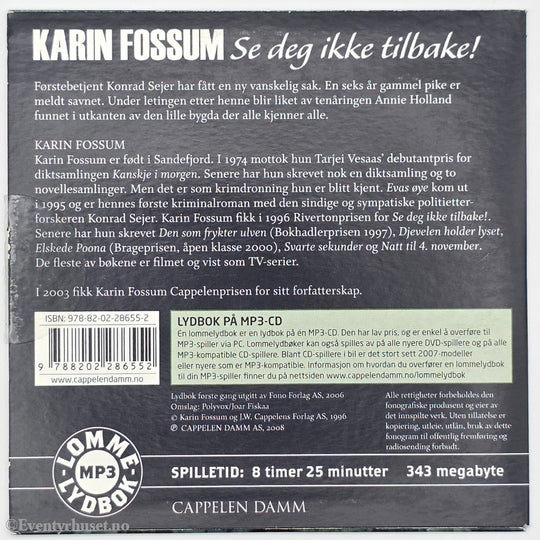 KARIN FOSSUM Se deg ikke tilbake!
Førstebetjent Konrad Sejer har fått en ny vanskelig sak. En seks år gammel pike er
meldt savnet. Under letingen etter henne blir liket av tenåringen Annie Holland
funnet i utkanten av den lille bygda der alle kjenner alle.
KARIN FOSSUM
Karin Fossum er født i Sandefjord. I 1974 mottok hun Tarjei Vesaas' debutantpris for
diktsamlingen Kanskje i morgen. Senere har hun skrevet nok en diktsamling og to
novellesamlinger. Men det er som krimdronning hun er blitt kjent. Evas øye kom ut
i 1995 og er hennes første kriminalroman med den sindige og sympatiske politietter-
forskeren Konrad Sejer. Karin Fossum fikk i 1996 Rivertonprisen for Se deg ikke tilbake!.
Senere har hun skrevet Den som frykter ulven (Bokhadlerprisen 1997), Djevelen holder lyset,
Elskede Poona (Brageprisen, åpen klasse 2000), Svarte sekunder og Natt til 4. november.
De fleste av bøkene er filmet og vist som TV-serier.
I 2003 fikk Karin Fossum Cappelenprisen for sitt forfatterskap.
ISBN: 978-82-02-28655-2
9 788202 286552
www.cappelendamm.no
LYDBOK PÅ MP3-CD
En lommelydbok er en lydbok på én MP3-CD. Den har lav pris, og er enkel å overføre til
MP3-spiller via PC. Lommelydbøker kan også spilles av på alle nyere DVD-spillere og på alle
MP3-kompatible CD-spillere. Blant CD-spillere i bil er det stort sett 2007-modeller
eller nyere som er MP3-kompatible. Informasjon om hvordan du overfører lommelydbok
til din MP3-spiller finner du på nettsiden www.cappelendamm.no/lommelydbok
Lydbok første gang utgitt av Fono Forlag AS, 2006
Omslag: Polyvox/Joar Fiskaa
© Karin Fossum og J.W. Cappelens Forlag AS, 1996
℗ CAPPELEN DAMM AS, 2008
Alle rettigheter forbeholdes den
fonografiske produsent og eier av
det innspilte verk. Uten tillatelse er
kopiering, utleie, utlån, bruk av dette
fonogram til offentlig fremføring og
radiosending forbudt.
LOMME-
MP3
LYDBOK
SPILLETID: 8 timer 25 minutter 343 megabyte
CAPPELEN DAMM
©Eventyrhuset.no